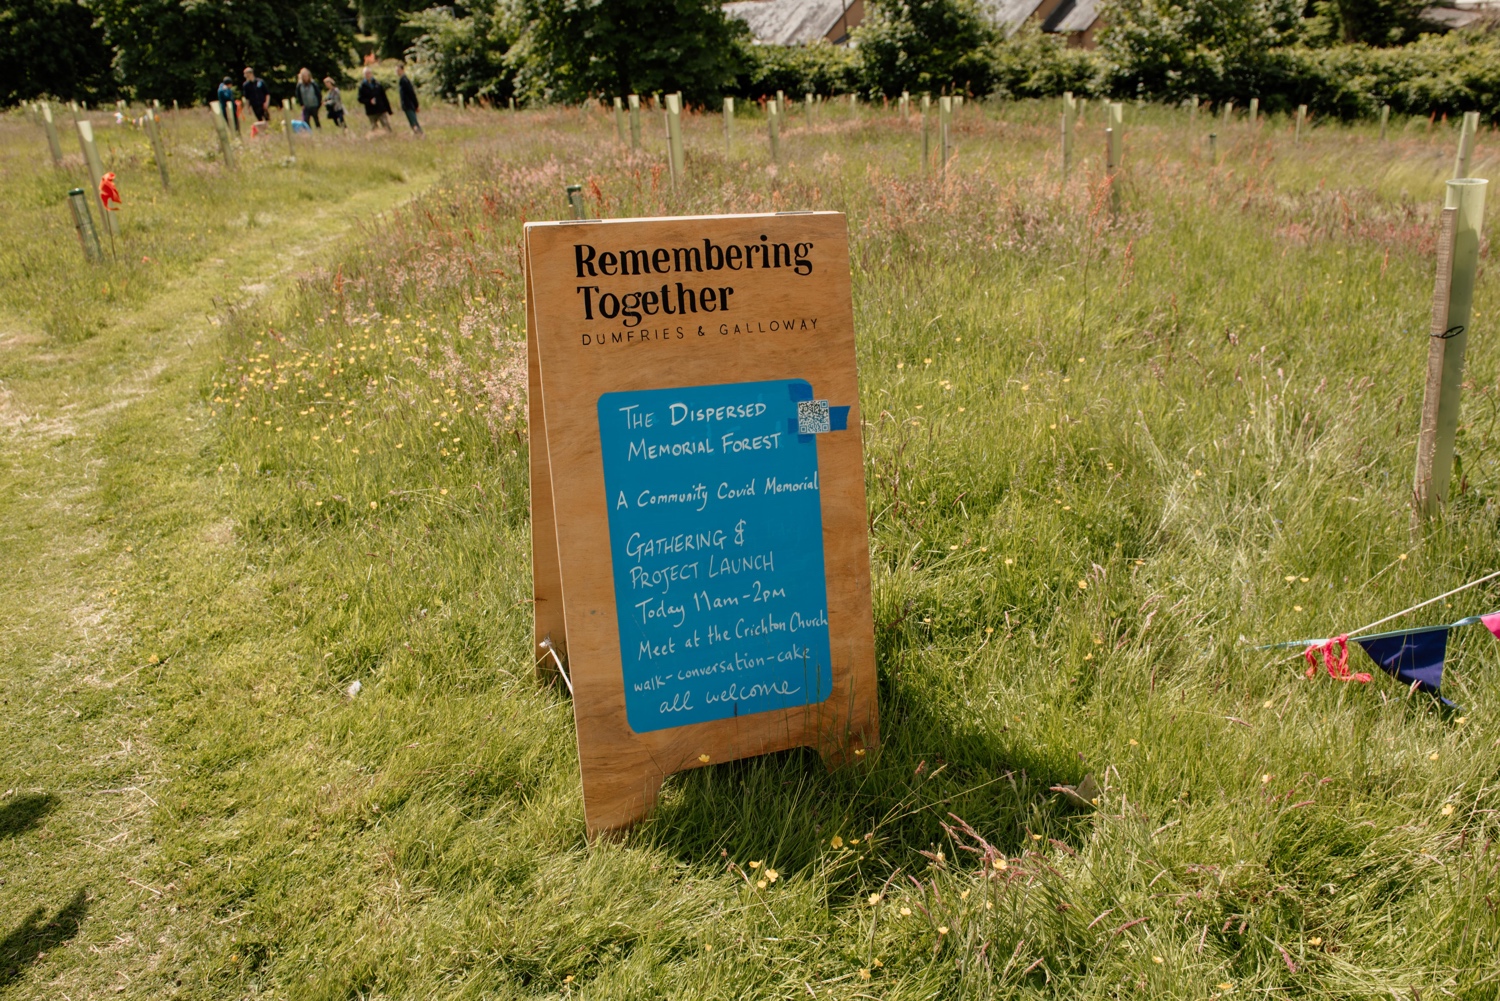 Remembering
Together
DUMFRIES & GALLOWAY
THE DISPERSED
MEMORIAL FOREST
A Community Covid Memorial
GATHERING &
PROJECT LAUNCH
Today 11am-2pm
Meet at the Crichton Church
walk-conversation-cake
all welcome